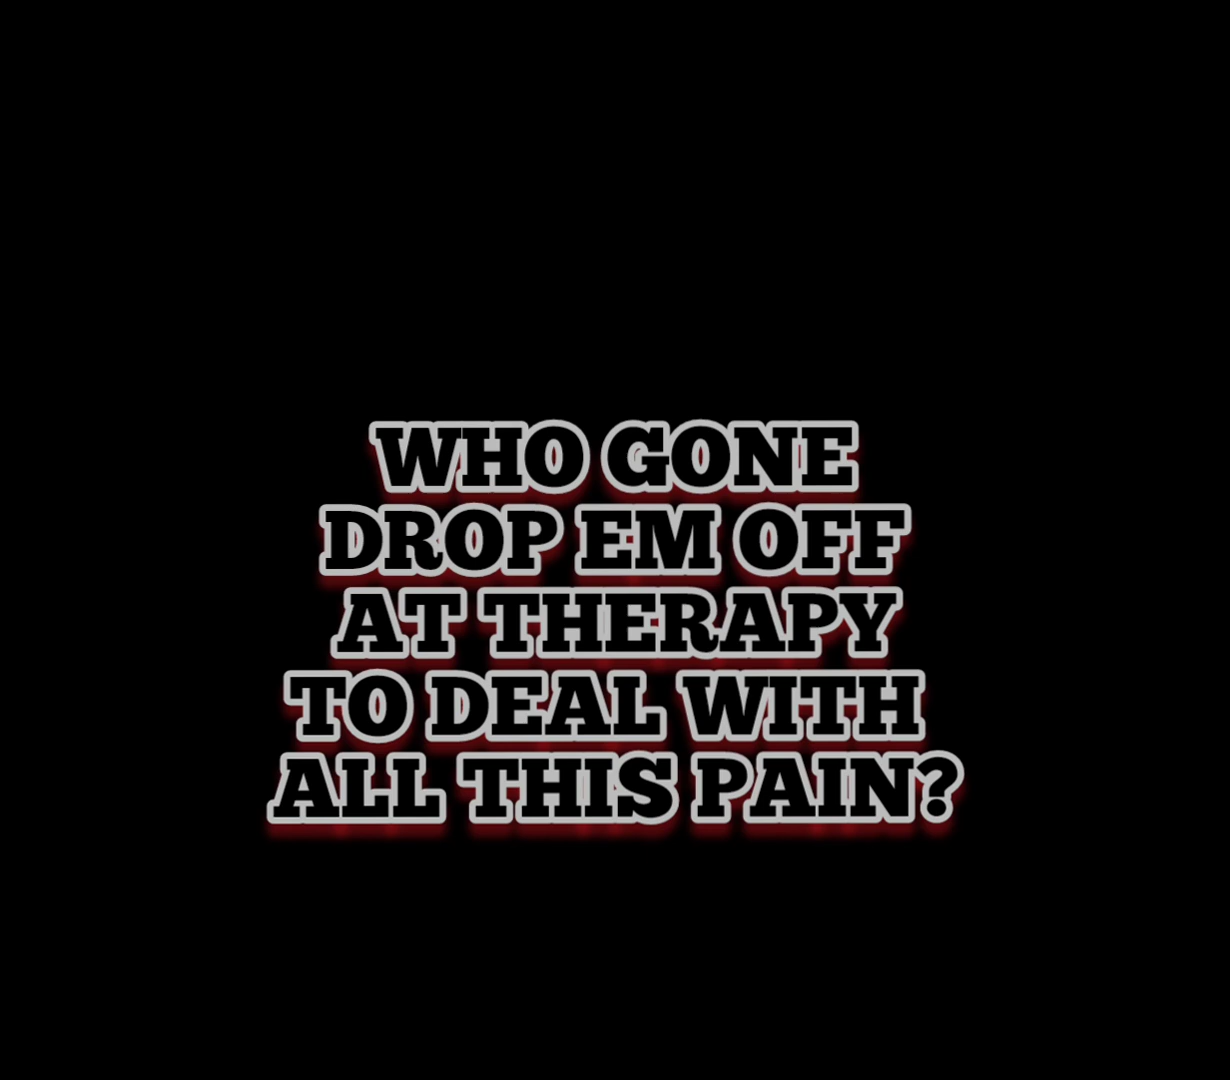 WHO GONE
DROP EM OFF
AT THERAPY
TO DEAL WITH
ALL THIS PAIN?